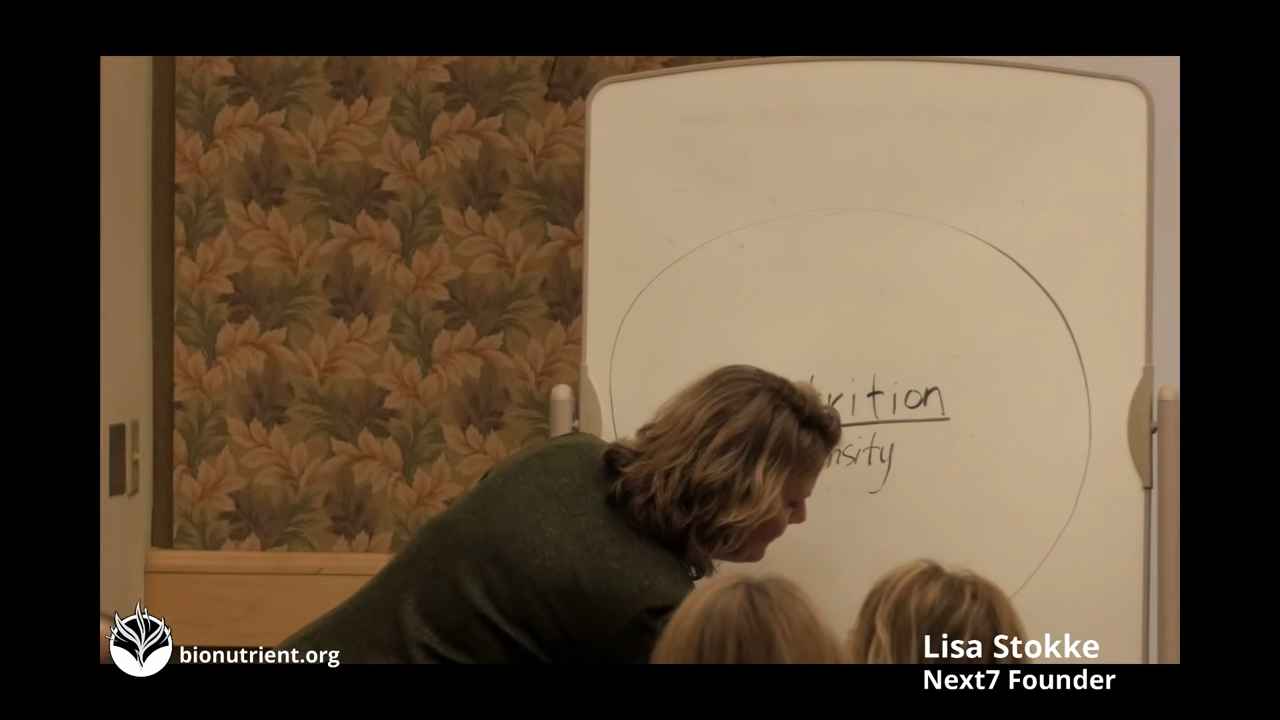 rition
nsity
bionutrient.org
Lisa Stokke
Next7 Founder